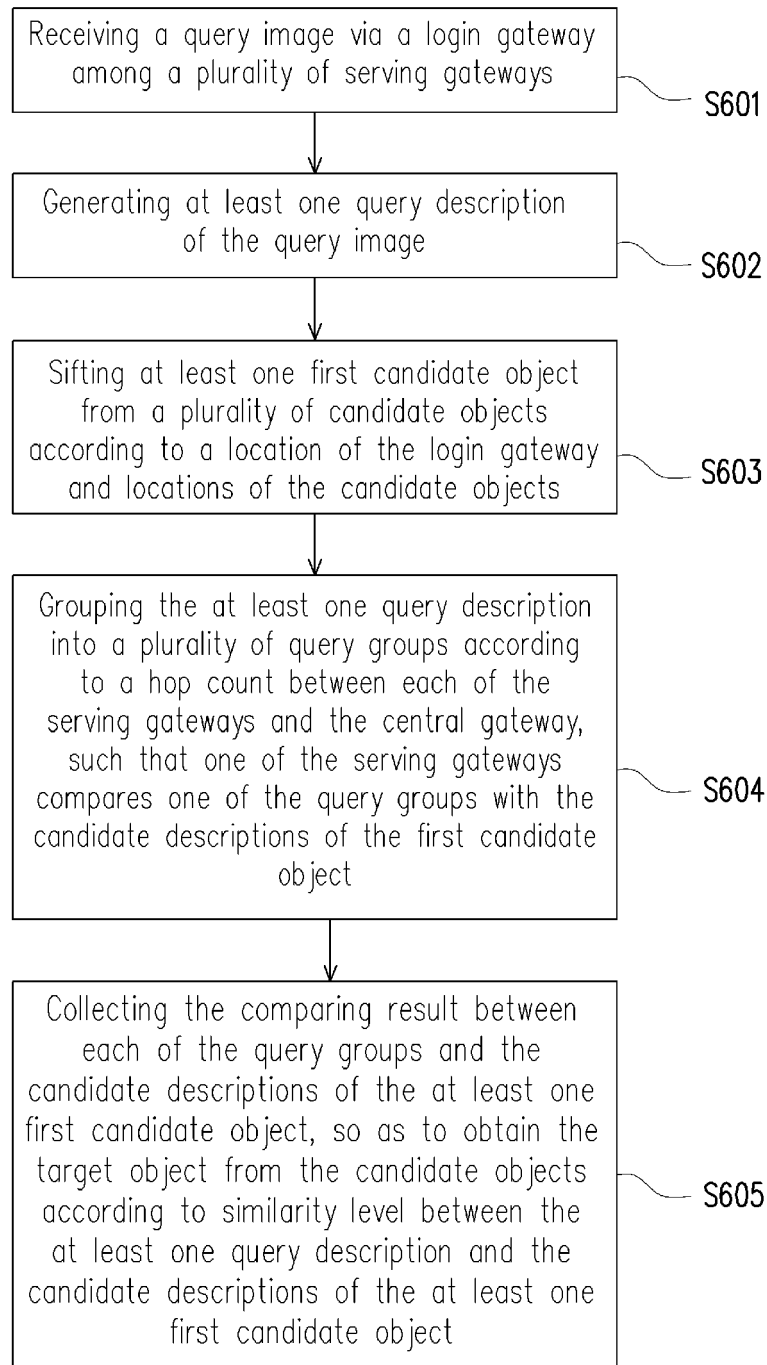 Receiving a query image via a login gateway
among a plurality of serving gateways
S601
Generating at least one query description
of the query image
S602
Sifting at least one first candidate object
from a plurality of candidate objects
according to a location of the login gateway
and locations of the candidate objects
S603
Grouping the at least one query description
into a plurality of query groups according
to a hop count between each of the
serving gateways and the central gateway,
such that one of the serving gateways
compares one of the query groups with the
candidate descriptions of the first candidate
object
S604
Collecting the comparing result between
each of the query groups and the
candidate descriptions of the at least one
first candidate object, so as to obtain the
target object from the candidate objects
according to similarity level between the
at least one query description and the
candidate descriptions of the at least one
first candidate object
S605